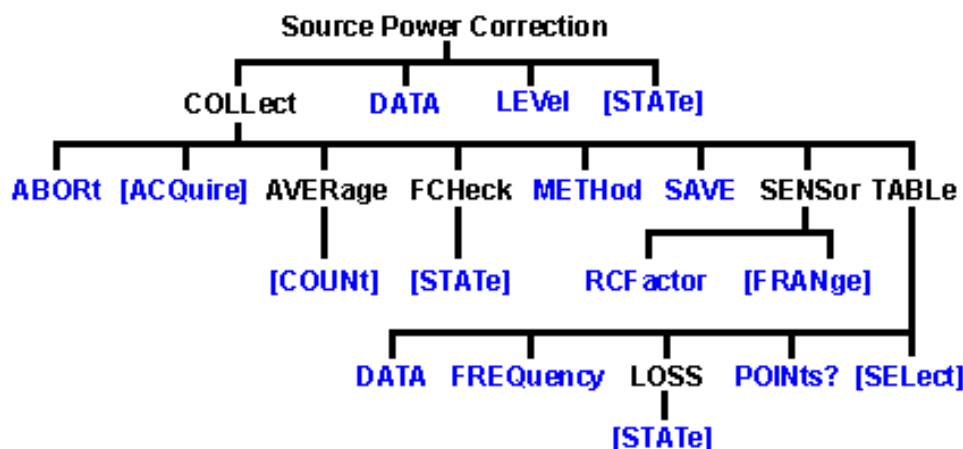 Source Power Correction
COLLect DATA LEVel [STATe]
ABORt [ACQuire] AVERage FCHeck METHod SAVE SENSor TABLe
[COUNt] [STATe] RCFactor [FRANge]
DATA FREQuency LOSS POINts? [SELect]
[STATe]